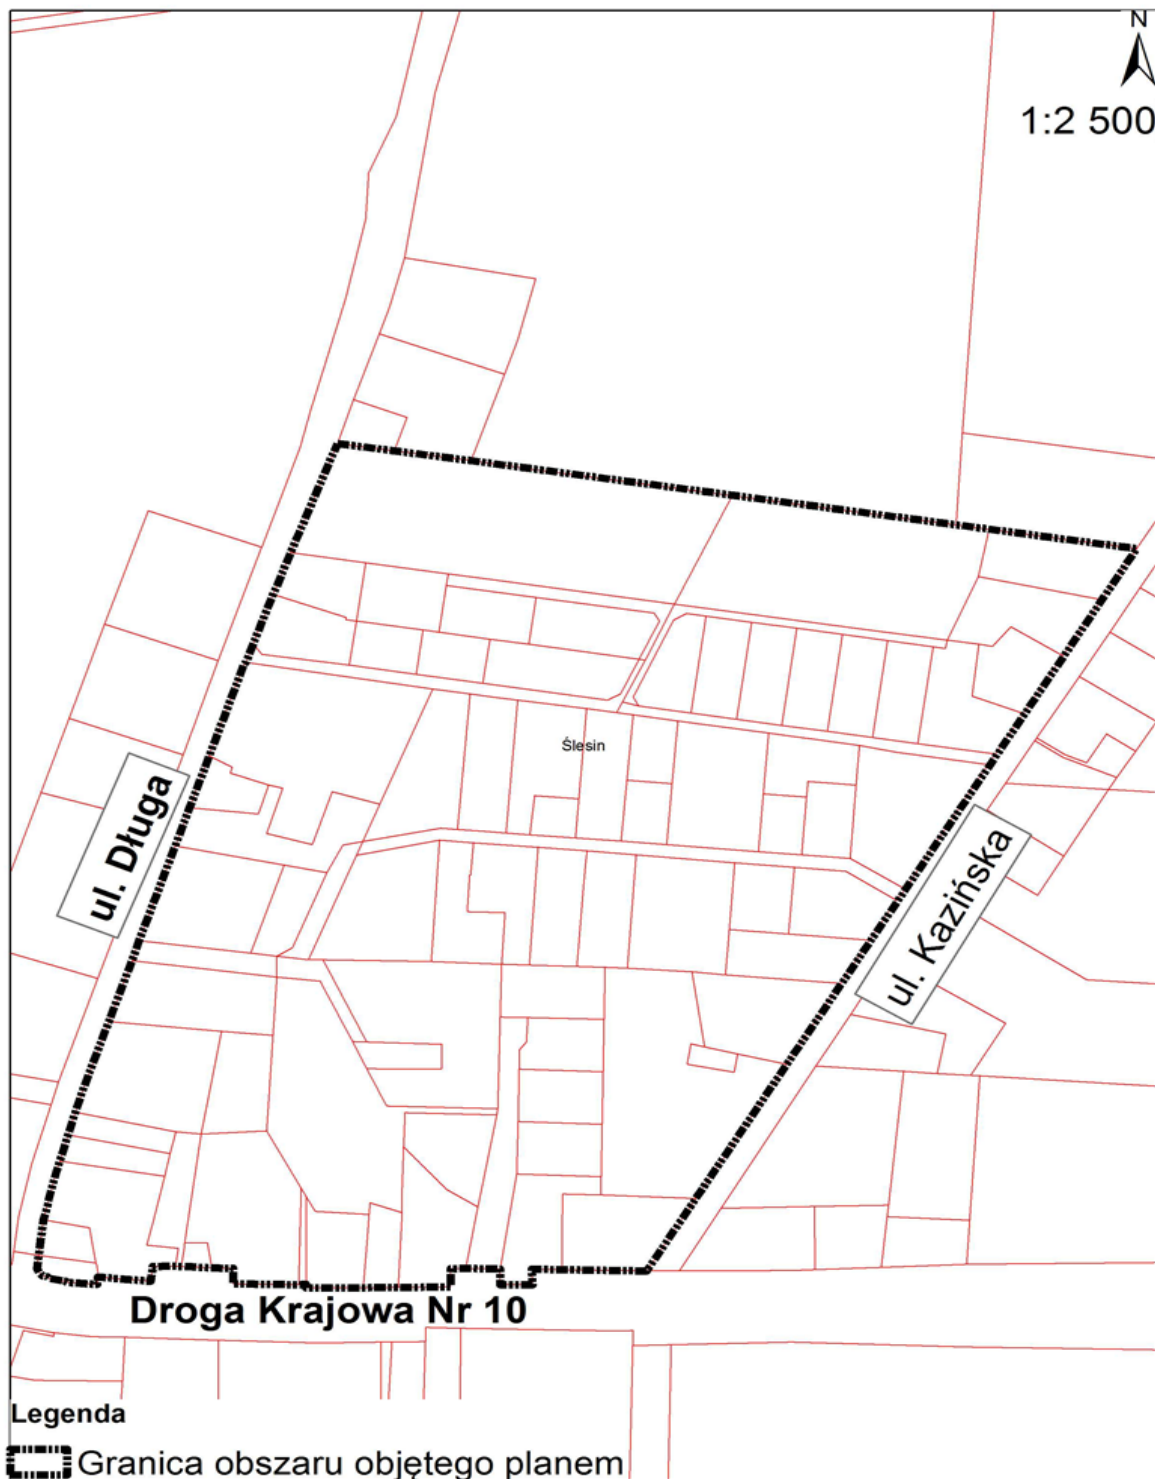 N
1:2 500
Ślesin
ul. Długa
ul. Kazińska
Droga Krajowa Nr 10
Legenda
Granica obszaru objętego planem